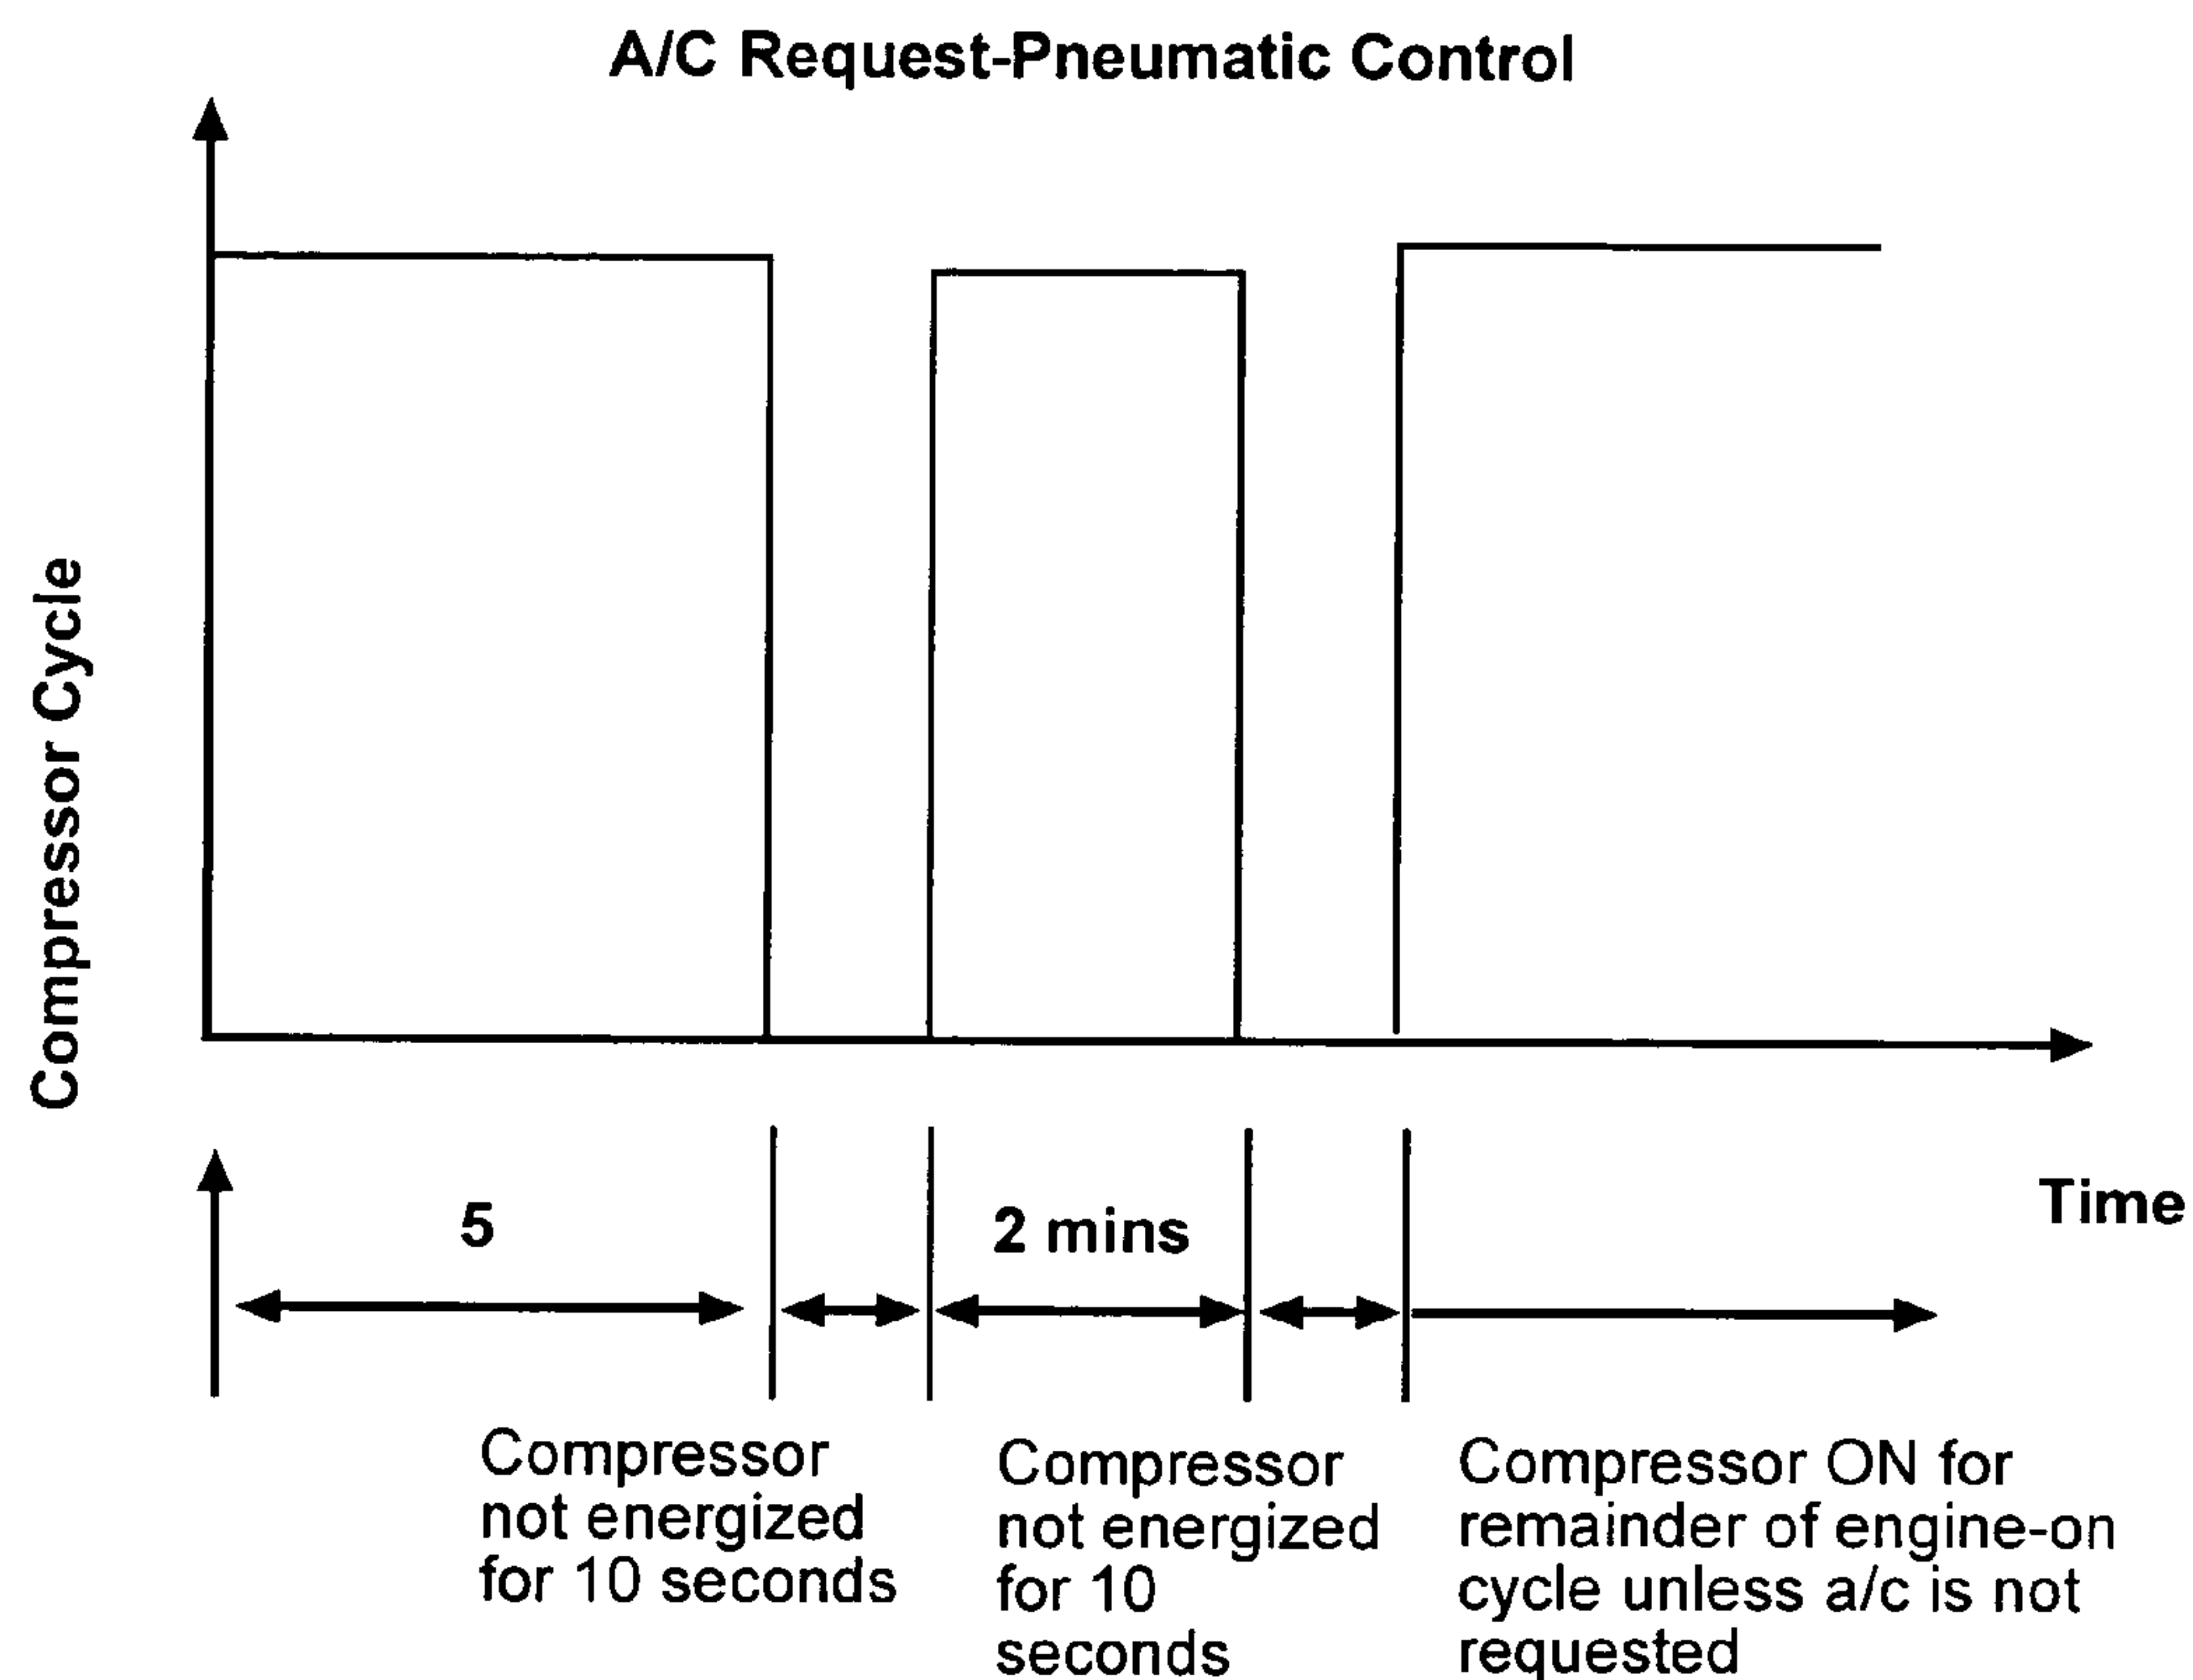 A/C Request-Pneumatic Control
Compressor Cycle
Time
5
2 mins
Compressor
not energized
for 10 seconds
Compressor
not energized
for 10
seconds
Compressor ON for
remainder of engine-on
cycle unless a/c is not
requested